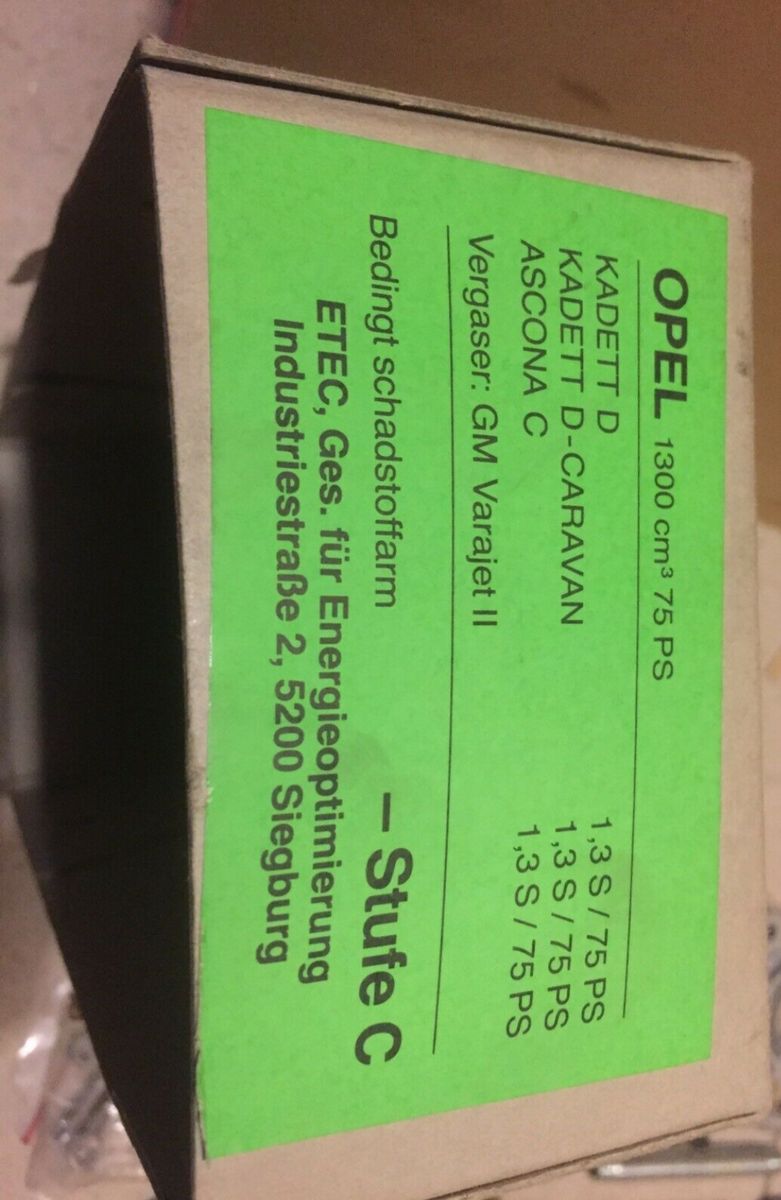 OPEL 1300 cm³ 75 PS
KADETT D 1,3 S / 75 PS
KADETT D-CARAVAN 1,3 S / 75 PS
ASCONA C 1,3 S / 75 PS
Vergaser: GM Varajet II
Bedingt schadstoffarm – Stufe C
ETEC, Ges. für Energieoptimierung
Industriestraße 2, 5200 Siegburg